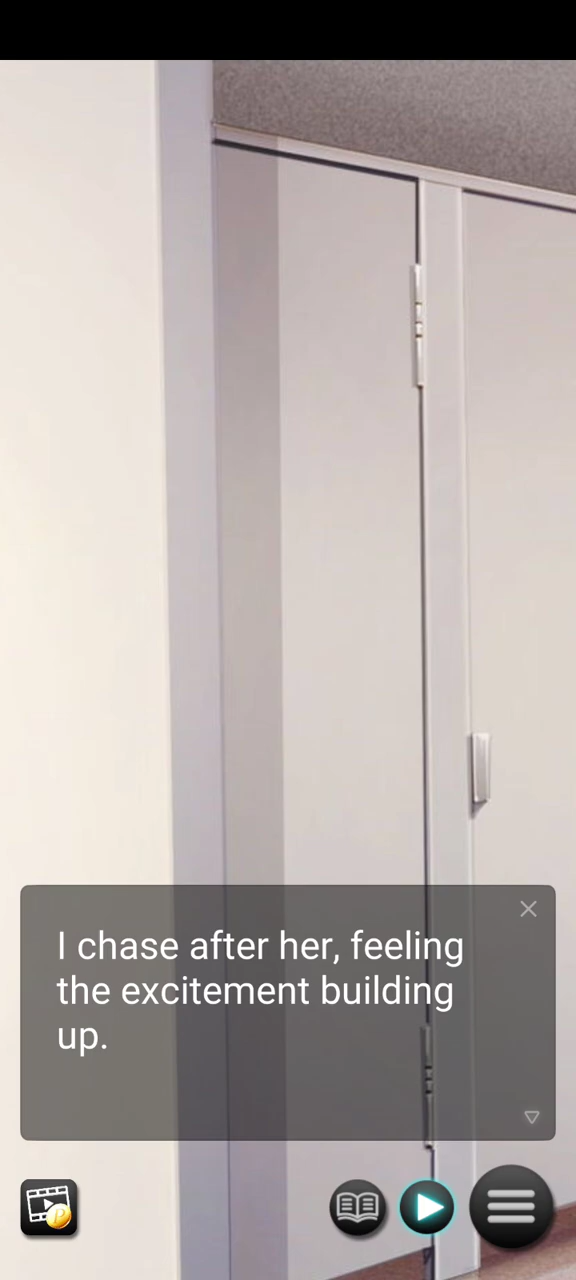 I chase after her, feeling
the excitement building
up.
P